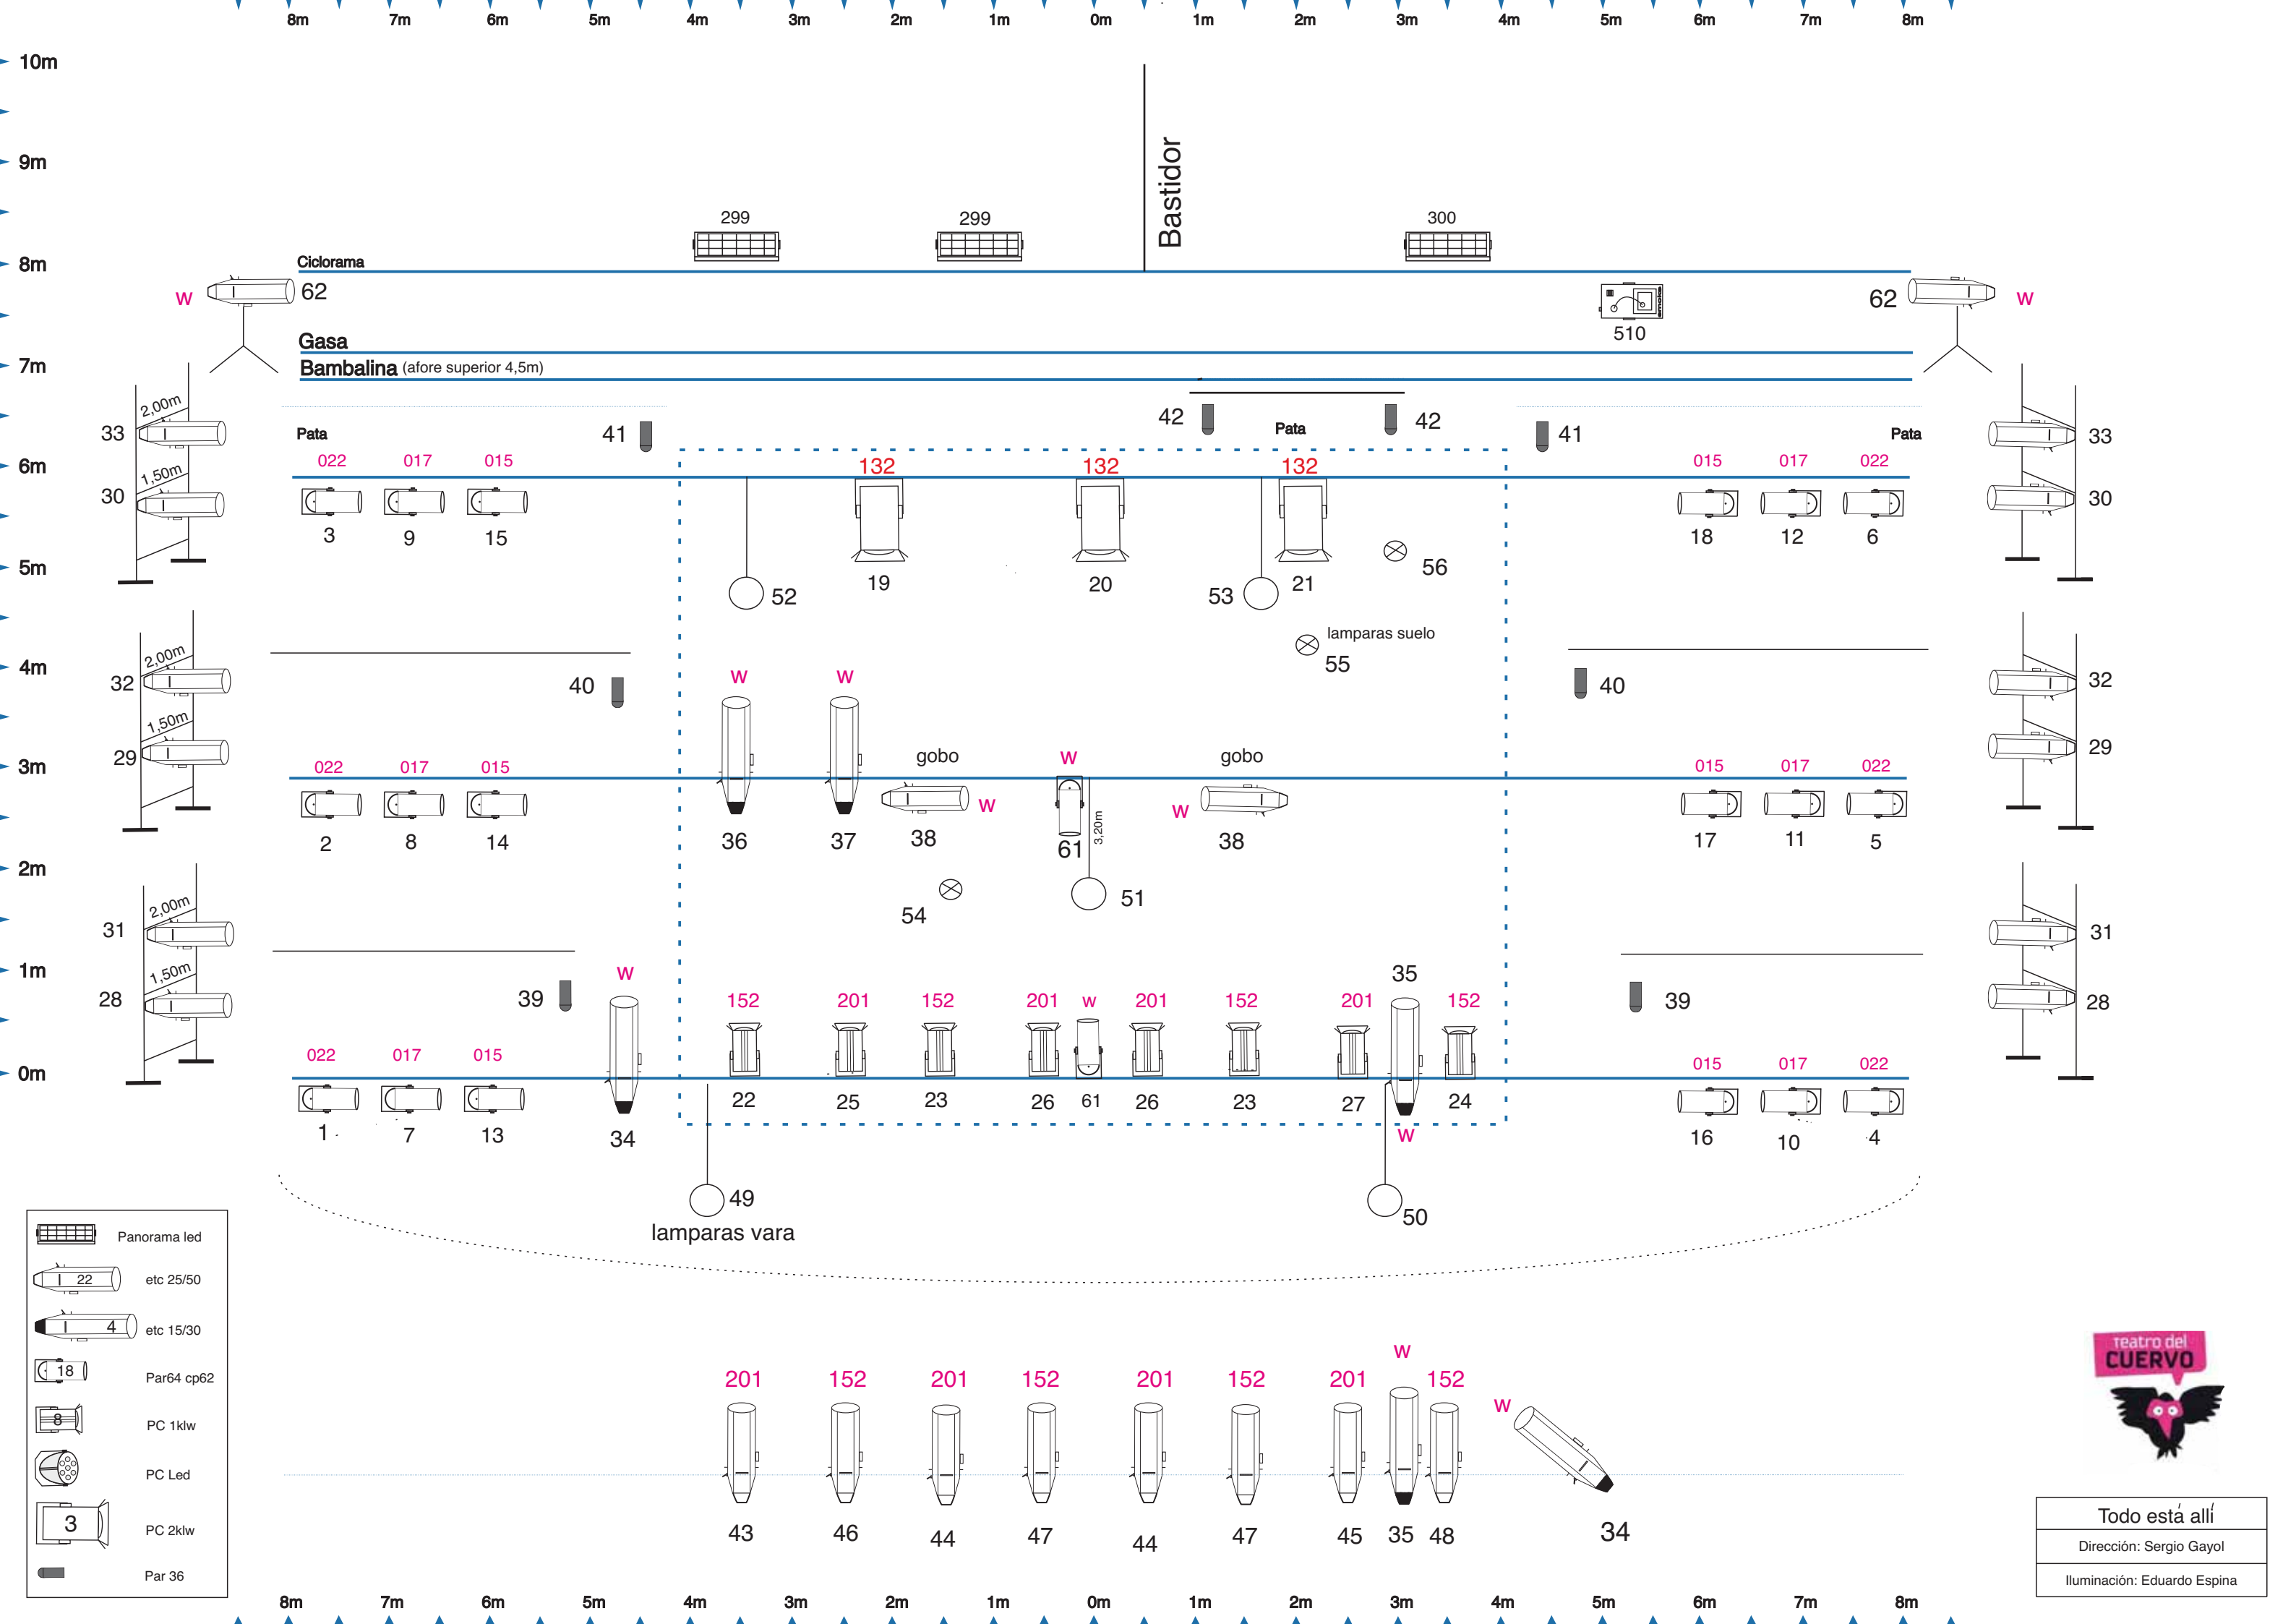 8m 7m 6m 5m 4m 3m 2m 1m 0m 1m 2m 3m 4m 5m 6m 7m 8m
10m
9m
Bastidor
299 299 300
8m
Ciclorama
w 62 62 w
510
Gasa
7m
Bambalina (afore superior 4,5m)
2,00m
33 Pata 41 42 Pata 42 41 Pata 33
6m
022 017 015 132 132 132 015 017 022
1,50m
30 30
3 9 15 18 12 6
5m
52 19 20 53 21 56
lamparas suelo
55
4m
2,00m
32 40 w w 40 32
1,50m
29 gobo w gobo 29
3m
022 017 015 015 017 022
w w
3,20m
2 8 14 36 37 38 61 38 17 11 5
2m
54 51
2,00m
31 31
1m
w 35
1,50m
28 39 152 201 152 201 w 201 152 201 152 39 28
0m
022 017 015 015 017 022
22 25 23 26 61 26 23 27 24
1 7 13 34 w 16 10 4
49 50
lamparas vara
Panorama led
22 etc 25/50
4 etc 15/30
18 Par64 cp62
8 PC 1klw
PC Led
3 PC 2klw
Par 36
w
201 152 201 152 201 152 201 152 w
43 46 44 47 44 47 45 35 48 34
teatro del
CUERVO
Todo está allí
Dirección: Sergio Gayol
Iluminación: Eduardo Espina
8m 7m 6m 5m 4m 3m 2m 1m 0m 1m 2m 3m 4m 5m 6m 7m 8m